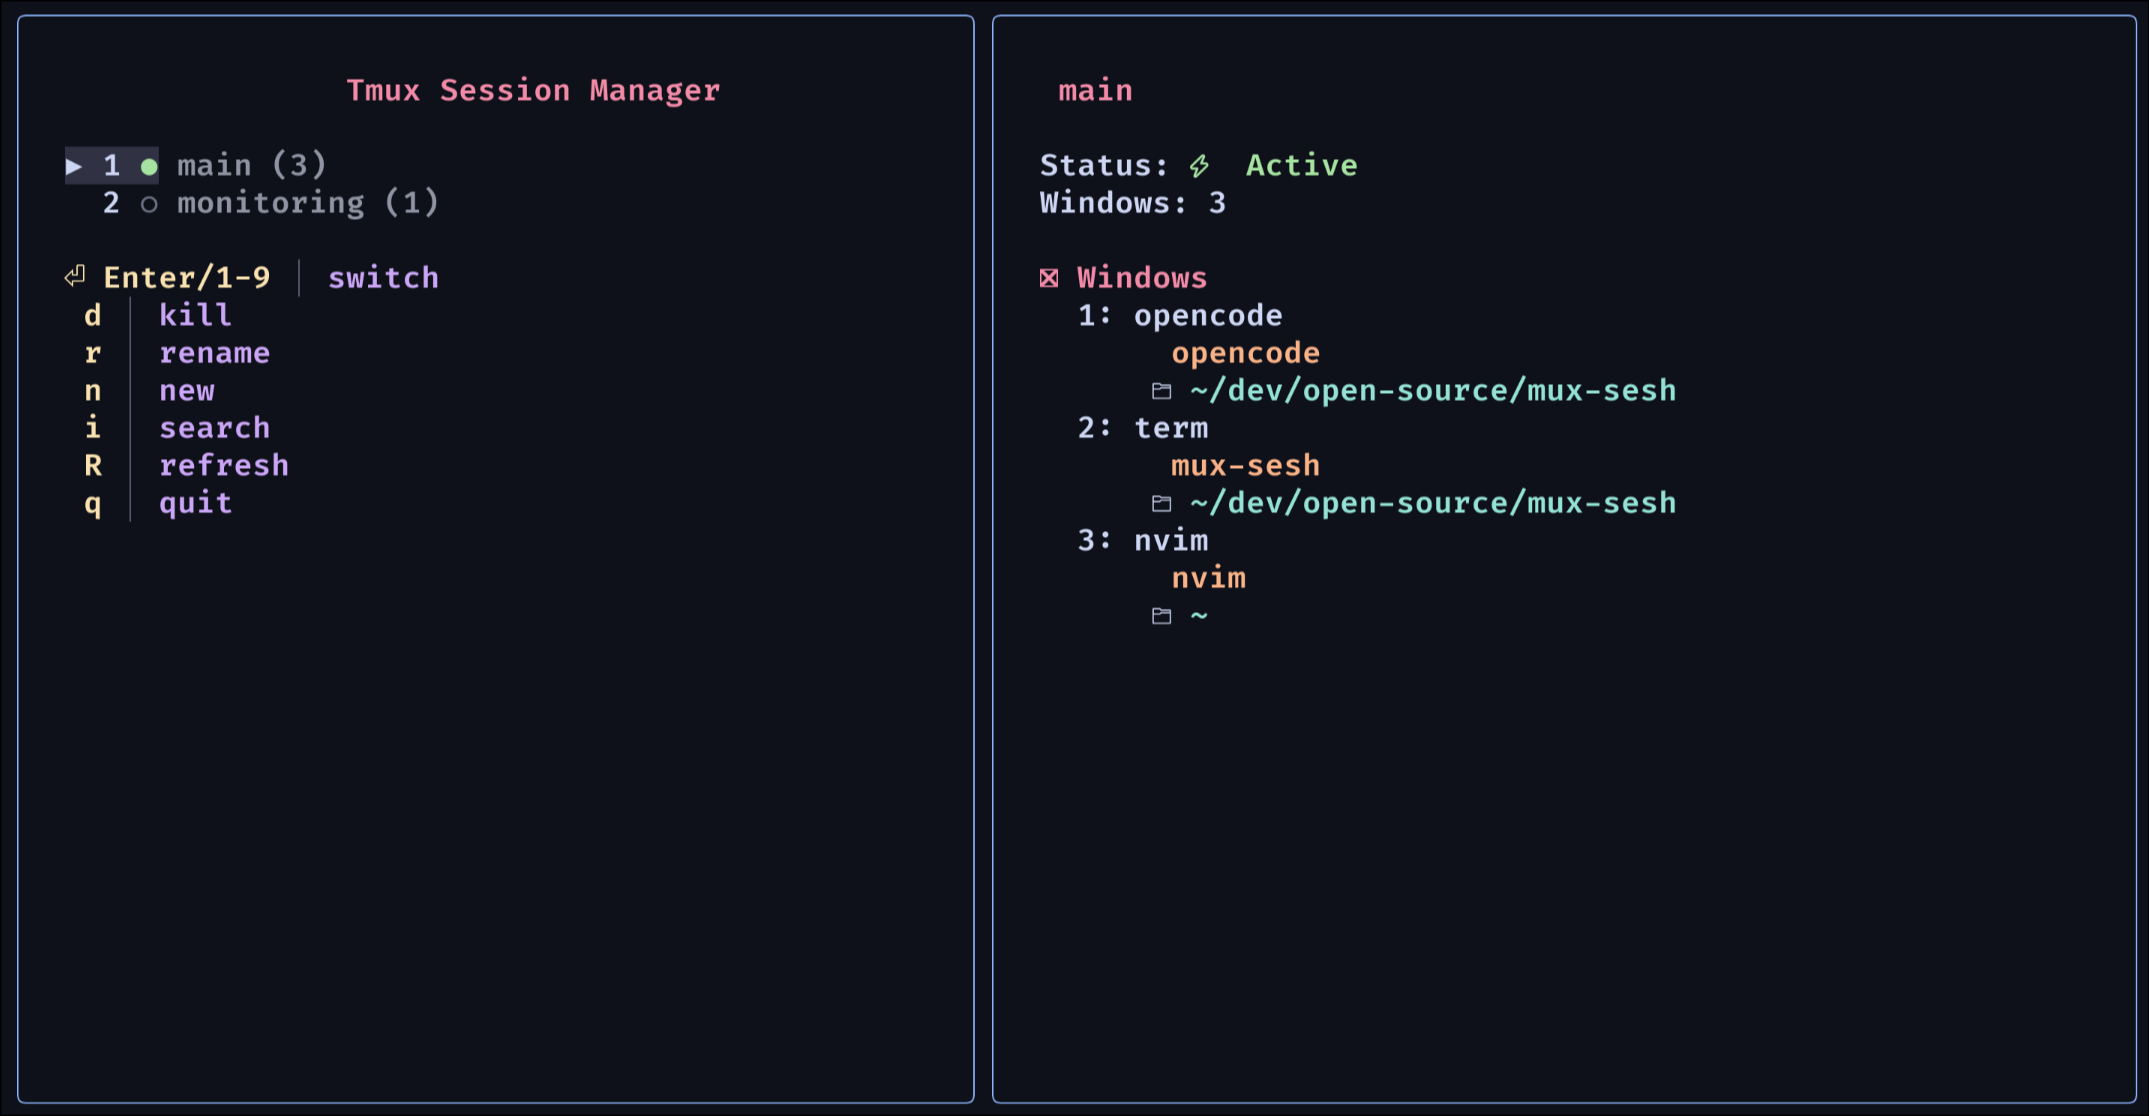 Tmux Session Manager
▶ 1 ● main (3)
2 ○ monitoring (1)
⏎ Enter/1-9 │ switch
d │ kill
r │ rename
n │ new
i │ search
R │ refresh
q │ quit
main
Status: ⚡ Active
Windows: 3
Windows
1: opencode
opencode
~/dev/open-source/mux-sesh
2: term
mux-sesh
~/dev/open-source/mux-sesh
3: nvim
nvim
~